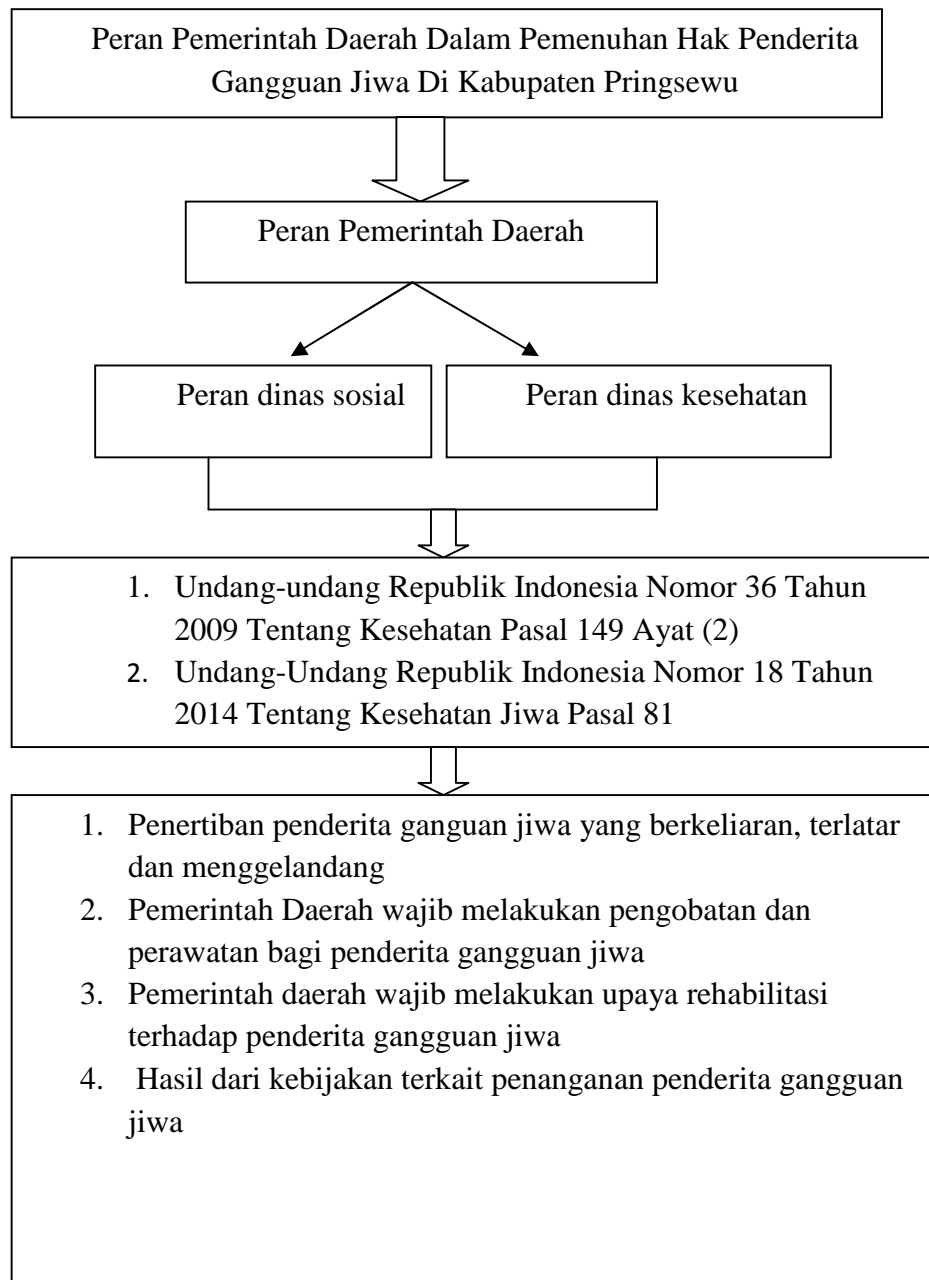 Peran Pemerintah Daerah Dalam Pemenuhan Hak Penderita
Gangguan Jiwa Di Kabupaten Pringsewu
Peran Pemerintah Daerah
Peran dinas sosial
Peran dinas kesehatan
1. Undang-undang Republik Indonesia Nomor 36 Tahun
2009 Tentang Kesehatan Pasal 149 Ayat (2)
2. Undang-Undang Republik Indonesia Nomor 18 Tahun
2014 Tentang Kesehatan Jiwa Pasal 81
1. Penertiban penderita ganguan jiwa yang berkeliaran, terlatar
dan menggelandang
2. Pemerintah Daerah wajib melakukan pengobatan dan
perawatan bagi penderita gangguan jiwa
3. Pemerintah daerah wajib melakukan upaya rehabilitasi
terhadap penderita gangguan jiwa
4. Hasil dari kebijakan terkait penanganan penderita gangguan
jiwa